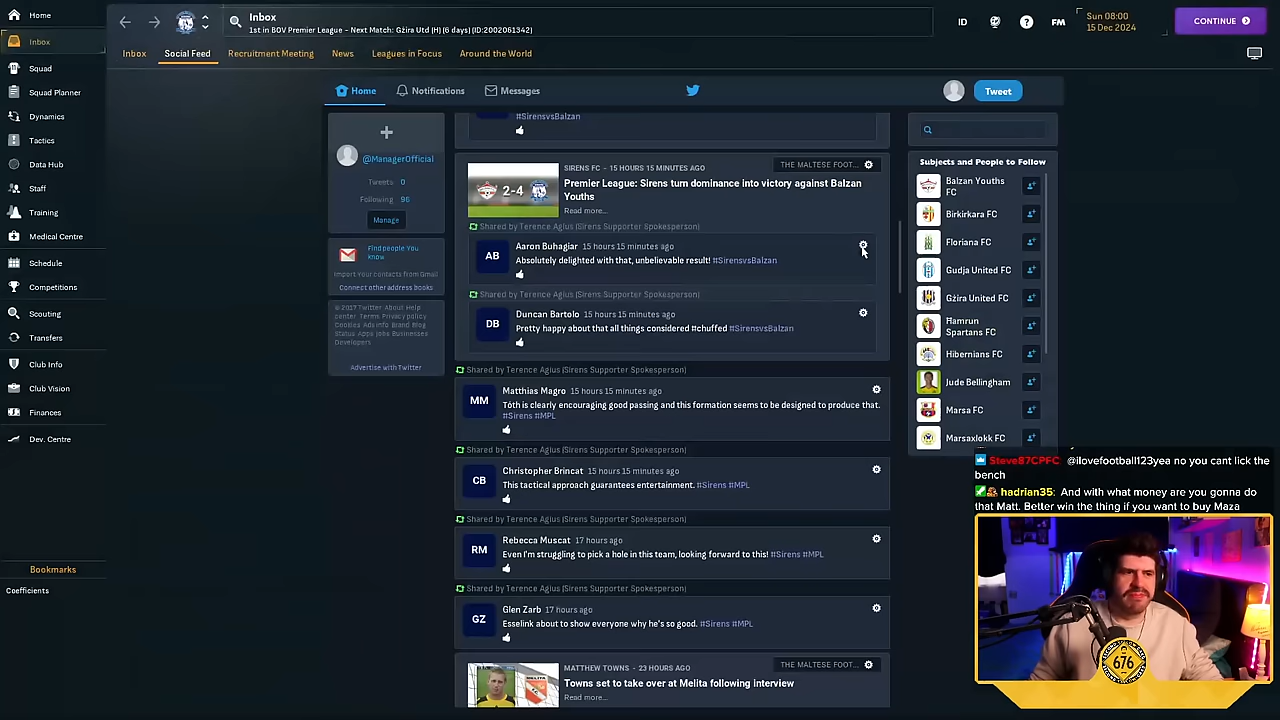 Home
Inbox
Squad
Squad Planner
Dynamics
Tactics
Data Hub
Staff
Training
Medical Centre
Schedule
Competitions
Scouting
Transfers
Club Info
Club Vision
Finances
Dev. Centre
Bookmarks
Coefficients
Inbox
1st in BOV Premier League - Next Match: Gżira Utd (H) (6 days) (ID:2002061342)
ID
?
FM
Sun 08:00
15 Dec 2024
CONTINUE
Inbox
Social Feed
Recruitment Meeting
News
Leagues in Focus
Around the World
Home
Notifications
Messages
Tweet
@ManagerOfficial
Tweets 0
Following 96
Manage
Find people You
know
Import Your contacts from Gmail
Connect other address books
© 2017 Twitter About Help
center Terms Privacy policy
Cookies Ads info Brand Blog
Status Apps Jobs Businesses
Developers
Advertise with Twitter
#SirensvsBalzan
SIRENS FC - 15 HOURS 15 MINUTES AGO
THE MALTESE FOOT...
2-4
Premier League: Sirens turn dominance into victory against Balzan
Youths
Read more...
Shared by Terence Agius (Sirens Supporter Spokesperson)
AB
Aaron Buhagiar 15 hours 15 minutes ago
Absolutely delighted with that, unbelievable result! #SirensvsBalzan
Shared by Terence Agius (Sirens Supporter Spokesperson)
DB
Duncan Bartolo 15 hours 15 minutes ago
Pretty happy about that all things considered #chuffed #SirensvsBalzan
Shared by Terence Agius (Sirens Supporter Spokesperson)
MM
Matthias Magro 15 hours 15 minutes ago
Tóth is clearly encouraging good passing and this formation seems to be designed to produce that.
#Sirens #MPL
Shared by Terence Agius (Sirens Supporter Spokesperson)
CB
Christopher Brincat 15 hours 15 minutes ago
This tactical approach guarantees entertainment. #Sirens #MPL
Shared by Terence Agius (Sirens Supporter Spokesperson)
RM
Rebecca Muscat 17 hours ago
Even I'm struggling to pick a hole in this team, looking forward to this! #Sirens #MPL
Shared by Terence Agius (Sirens Supporter Spokesperson)
GZ
Glen Zarb 17 hours ago
Esselink about to show everyone why he's so good. #Sirens #MPL
MATTHEW TOWNS - 23 HOURS AGO
THE MALTESE FOOT...
Towns set to take over at Melita following interview
Read more...
Subjects and People to Follow
Balzan Youths
FC
Birkirkara FC
Floriana FC
Gudja United FC
Gżira United FC
Ħamrun
Spartans FC
Hibernians FC
Jude Bellingham
Marsa FC
Marsaxlokk FC
Steve87CPFC @ilovefootball123yea no you cant lick the
bench
hadrian35: And with what money are you gonna do
that Matt. Better win the thing if you want to buy Maza
676